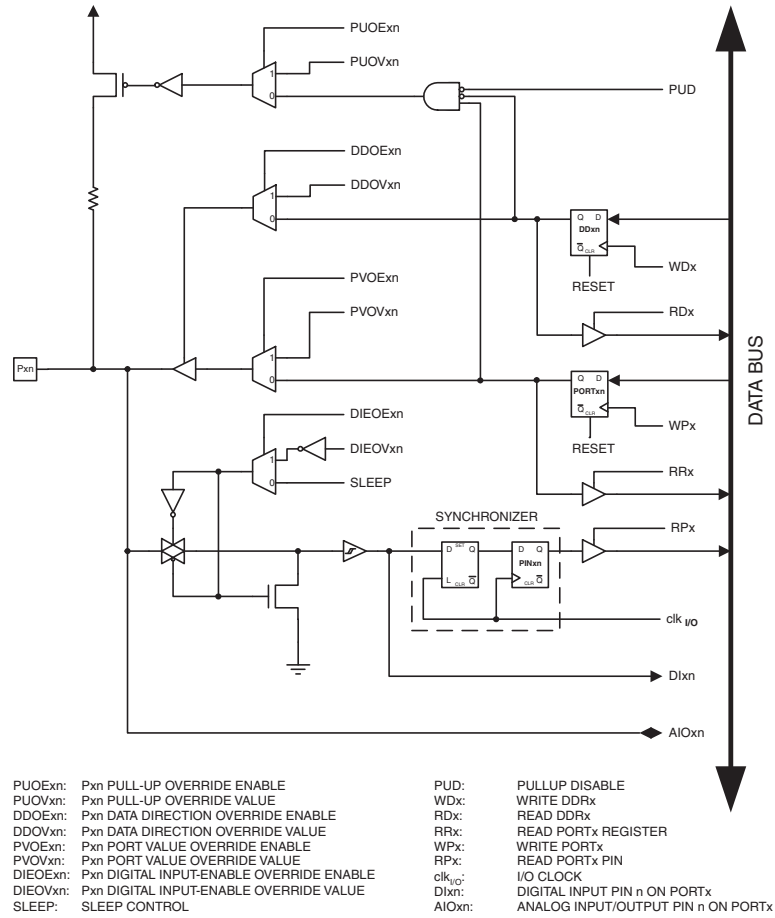 PUOExn
PUOVxn
1
0
PUD
DDOExn
DDOVxn
1
0
Q D
DDxn
Q CLR
WDx
RESET
RDx
PVOExn
PVOVxn
1
0
Pxn
Q D
PORTxn
Q CLR
WPx
RESET
RRx
DATA BUS
DIEOExn
DIEOVxn
1
0
SLEEP
SYNCHRONIZER
RPx
D SET Q
L CLR Q
D Q
PINxn
CLR Q
clk I/O
DIxn
AIOxn
PUOExn: Pxn PULL-UP OVERRIDE ENABLE
PUOVxn: Pxn PULL-UP OVERRIDE VALUE
DDOExn: Pxn DATA DIRECTION OVERRIDE ENABLE
DDOVxn: Pxn DATA DIRECTION OVERRIDE VALUE
PVOExn: Pxn PORT VALUE OVERRIDE ENABLE
PVOVxn: Pxn PORT VALUE OVERRIDE VALUE
DIEOExn: Pxn DIGITAL INPUT-ENABLE OVERRIDE ENABLE
DIEOVxn: Pxn DIGITAL INPUT-ENABLE OVERRIDE VALUE
SLEEP: SLEEP CONTROL
PUD: PULLUP DISABLE
WDx: WRITE DDRx
RDx: READ DDRx
RRx: READ PORTx REGISTER
WPx: WRITE PORTx
RPx: READ PORTx PIN
clkI/O: I/O CLOCK
DIxn: DIGITAL INPUT PIN n ON PORTx
AIOxn: ANALOG INPUT/OUTPUT PIN n ON PORTx